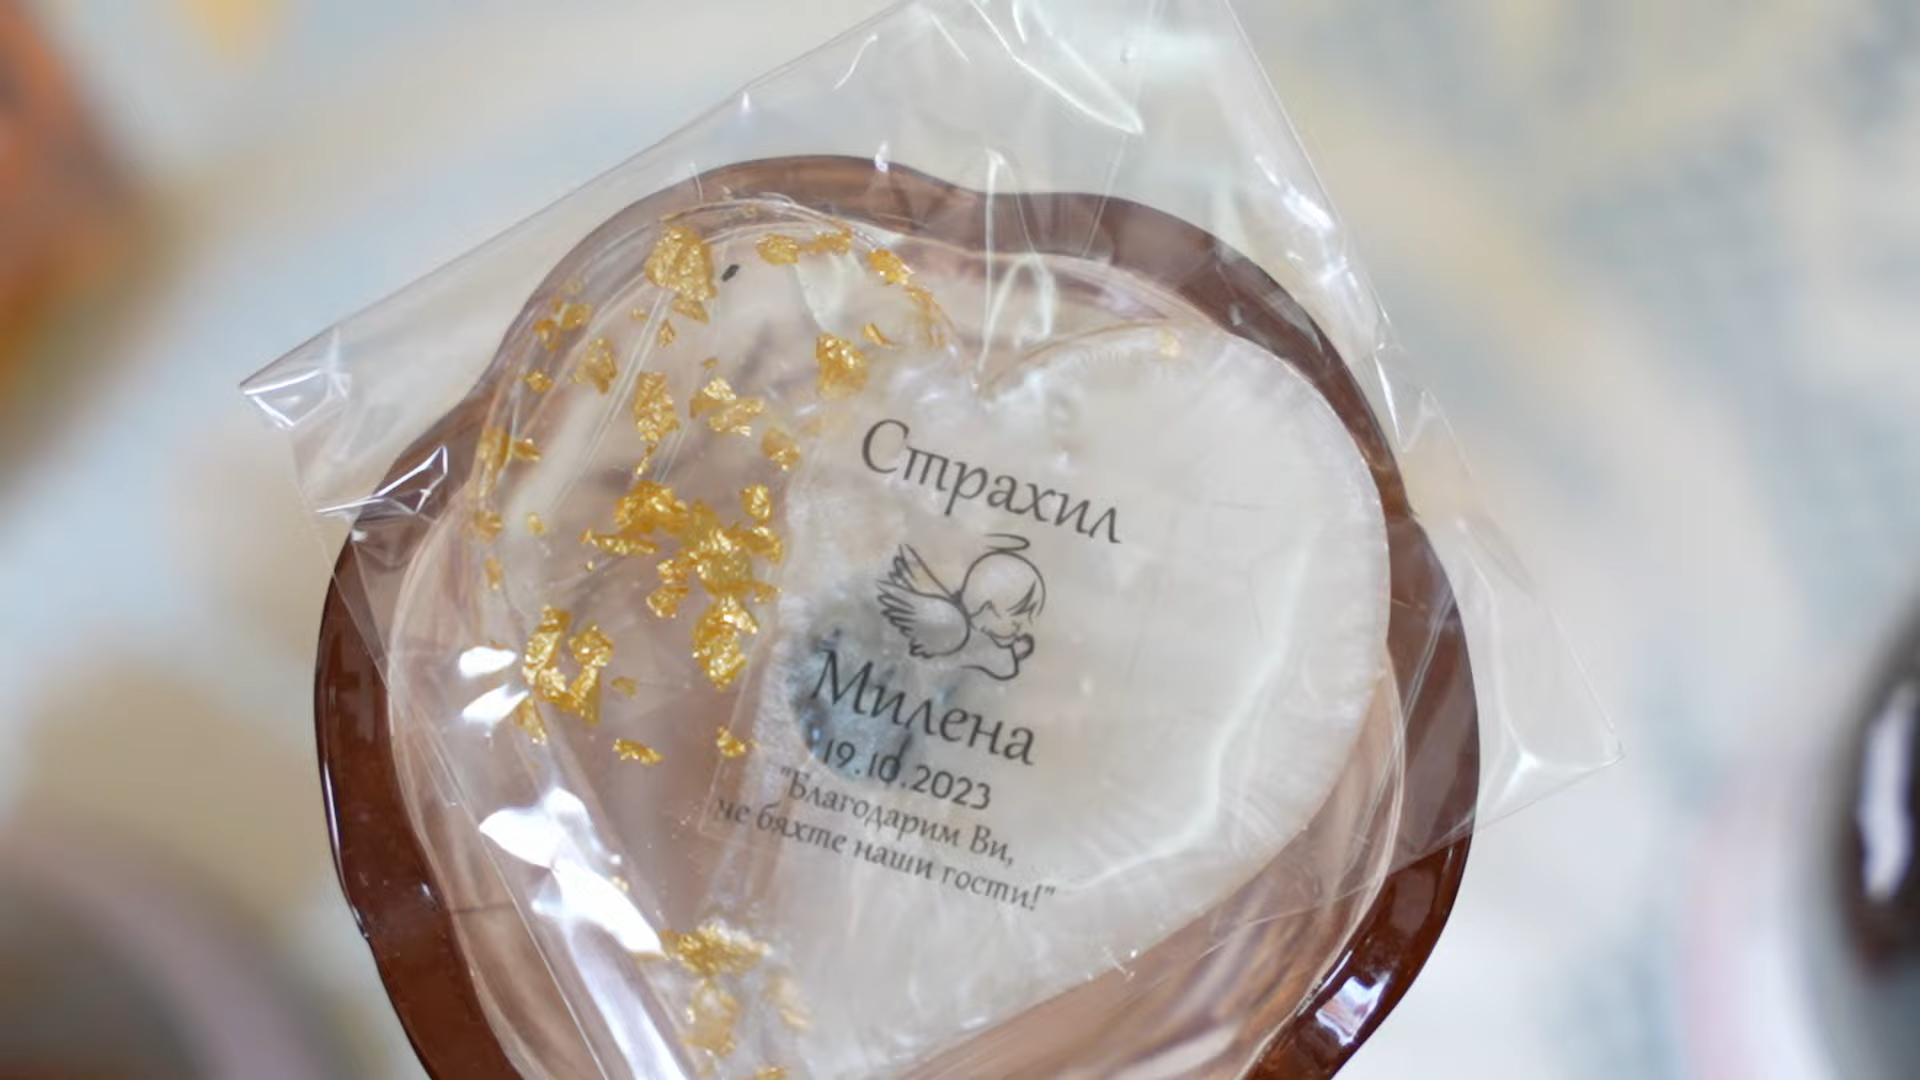 Страхил
Милена
19.10.2023
"Благодарим Ви,
че бяхте наши гости!"